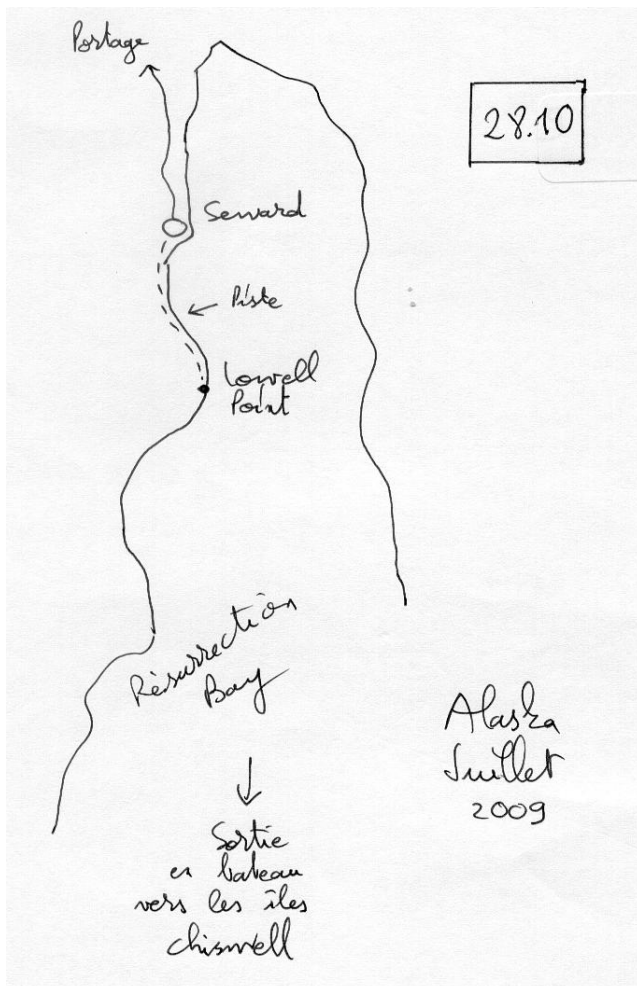 Portage
28.10
Seward
← Piste
Lowell
Point
Résurrection
Bay
Alaska
Juillet
2009
Sortie
en bateau
vers les îles
chiswell